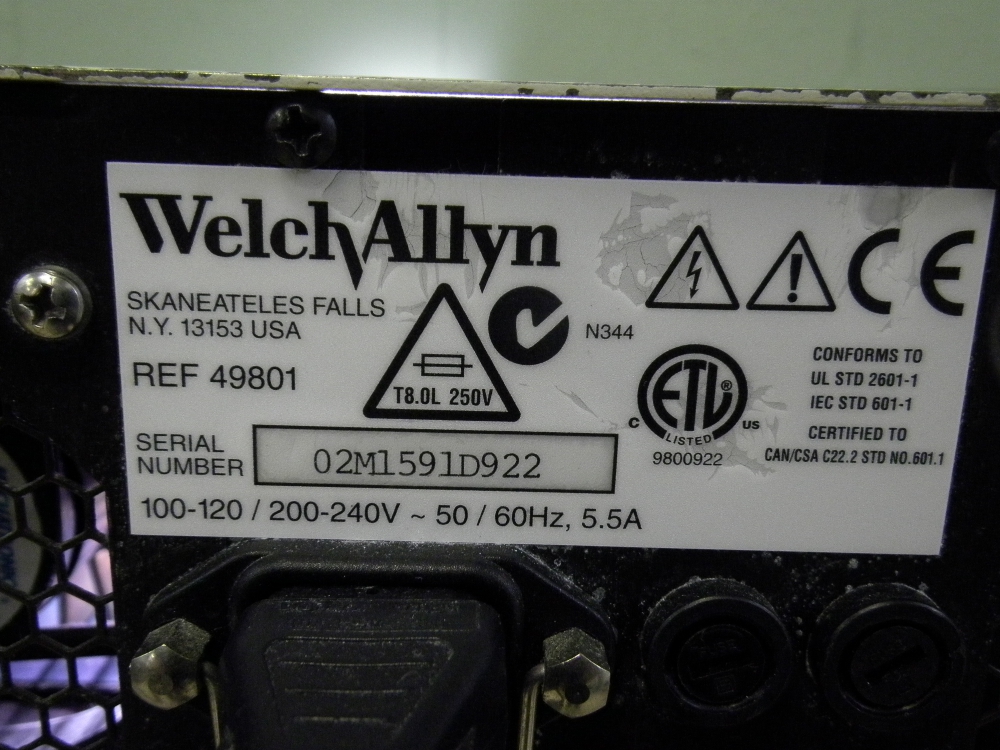 WelchAllyn
SKANEATELES FALLS
N.Y. 13153 USA
REF 49801
T8.0L 250V
N344
CE
ETL
®
C
US
LISTED
9800922
CONFORMS TO
UL STD 2601-1
IEC STD 601-1
CERTIFIED TO
CAN/CSA C22.2 STD NO.601.1
SERIAL
NUMBER
02M1591D922
100-120 / 200-240V ~ 50 / 60Hz, 5.5A